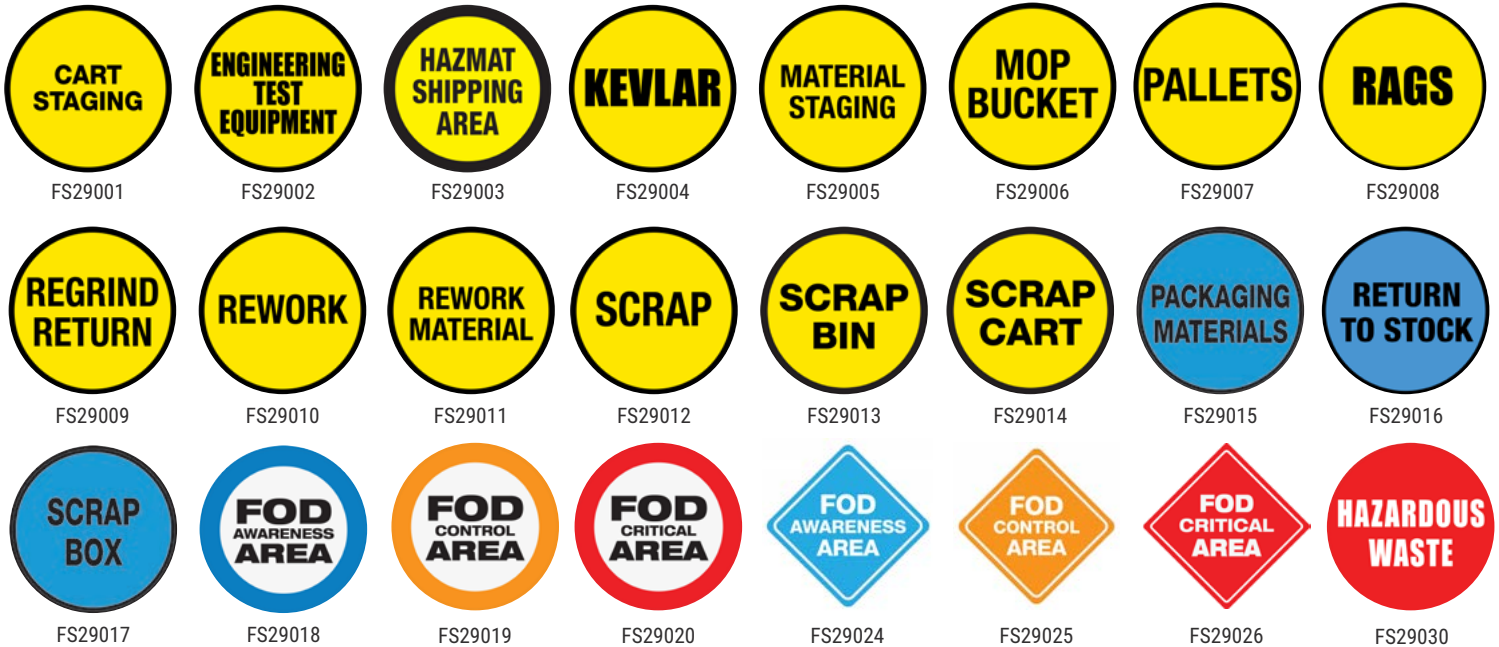 CART
STAGING
ENGINEERING
TEST
EQUIPMENT
HAZMAT
SHIPPING
AREA
KEVLAR
MATERIAL
STAGING
MOP
BUCKET
PALLETS
RAGS
FS29001
FS29002
FS29003
FS29004
FS29005
FS29006
FS29007
FS29008
REGRIND
RETURN
REWORK
REWORK
MATERIAL
SCRAP
SCRAP
BIN
SCRAP
CART
PACKAGING
MATERIALS
RETURN
TO STOCK
FS29009
FS29010
FS29011
FS29012
FS29013
FS29014
FS29015
FS29016
SCRAP
BOX
FOD
AWARENESS
AREA
FOD
CONTROL
AREA
FOD
CRITICAL
AREA
FOD
AWARENESS
AREA
FOD
CONTROL
AREA
FOD
CRITICAL
AREA
HAZARDOUS
WASTE
FS29017
FS29018
FS29019
FS29020
FS29024
FS29025
FS29026
FS29030